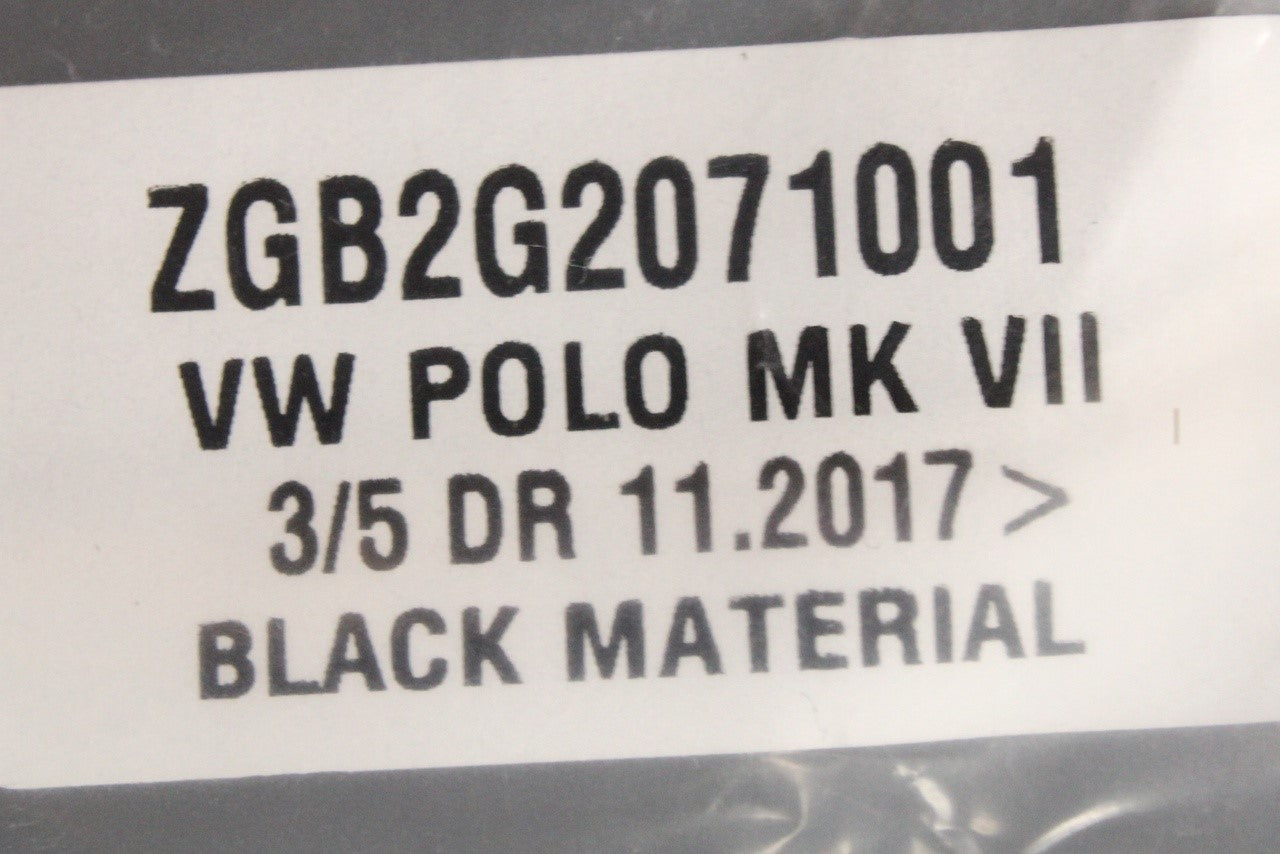 ZGB2G2071001
VW POLO MK VII
3/5 DR 11.2017 >
BLACK MATERIAL